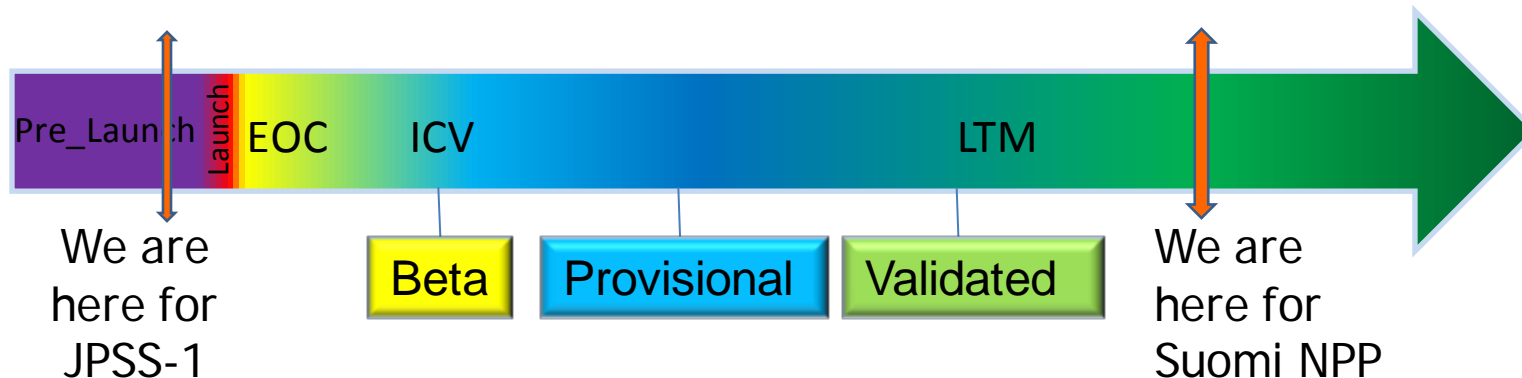 Pre_Launch
Launch
EOC
ICV
LTM
Beta
Provisional
Validated
We are
here for
JPSS-1
We are
here for
Suomi NPP